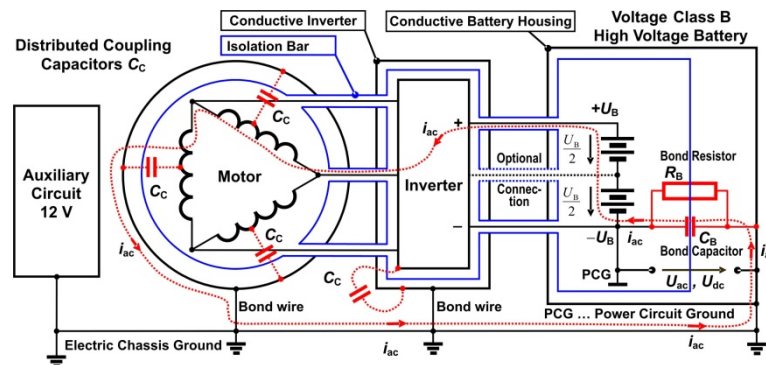 Distributed Coupling
Capacitors CC
Conductive Inverter
Isolation Bar
Conductive Battery Housing
Voltage Class B
High Voltage Battery
Auxiliary
Circuit
12 V
CC
CC
CC
Motor
iac
Inverter
+
−
iac
Optional
Connec-
tion
+UB
UB
2
UB
2
−UB
Bond Resistor
RB
iac
CB
Bond Capacitor
PCG
Uac , Udc
iac
CC
Bond wire
Bond wire
PCG ... Power Circuit Ground
Electric Chassis Ground
iac
iac